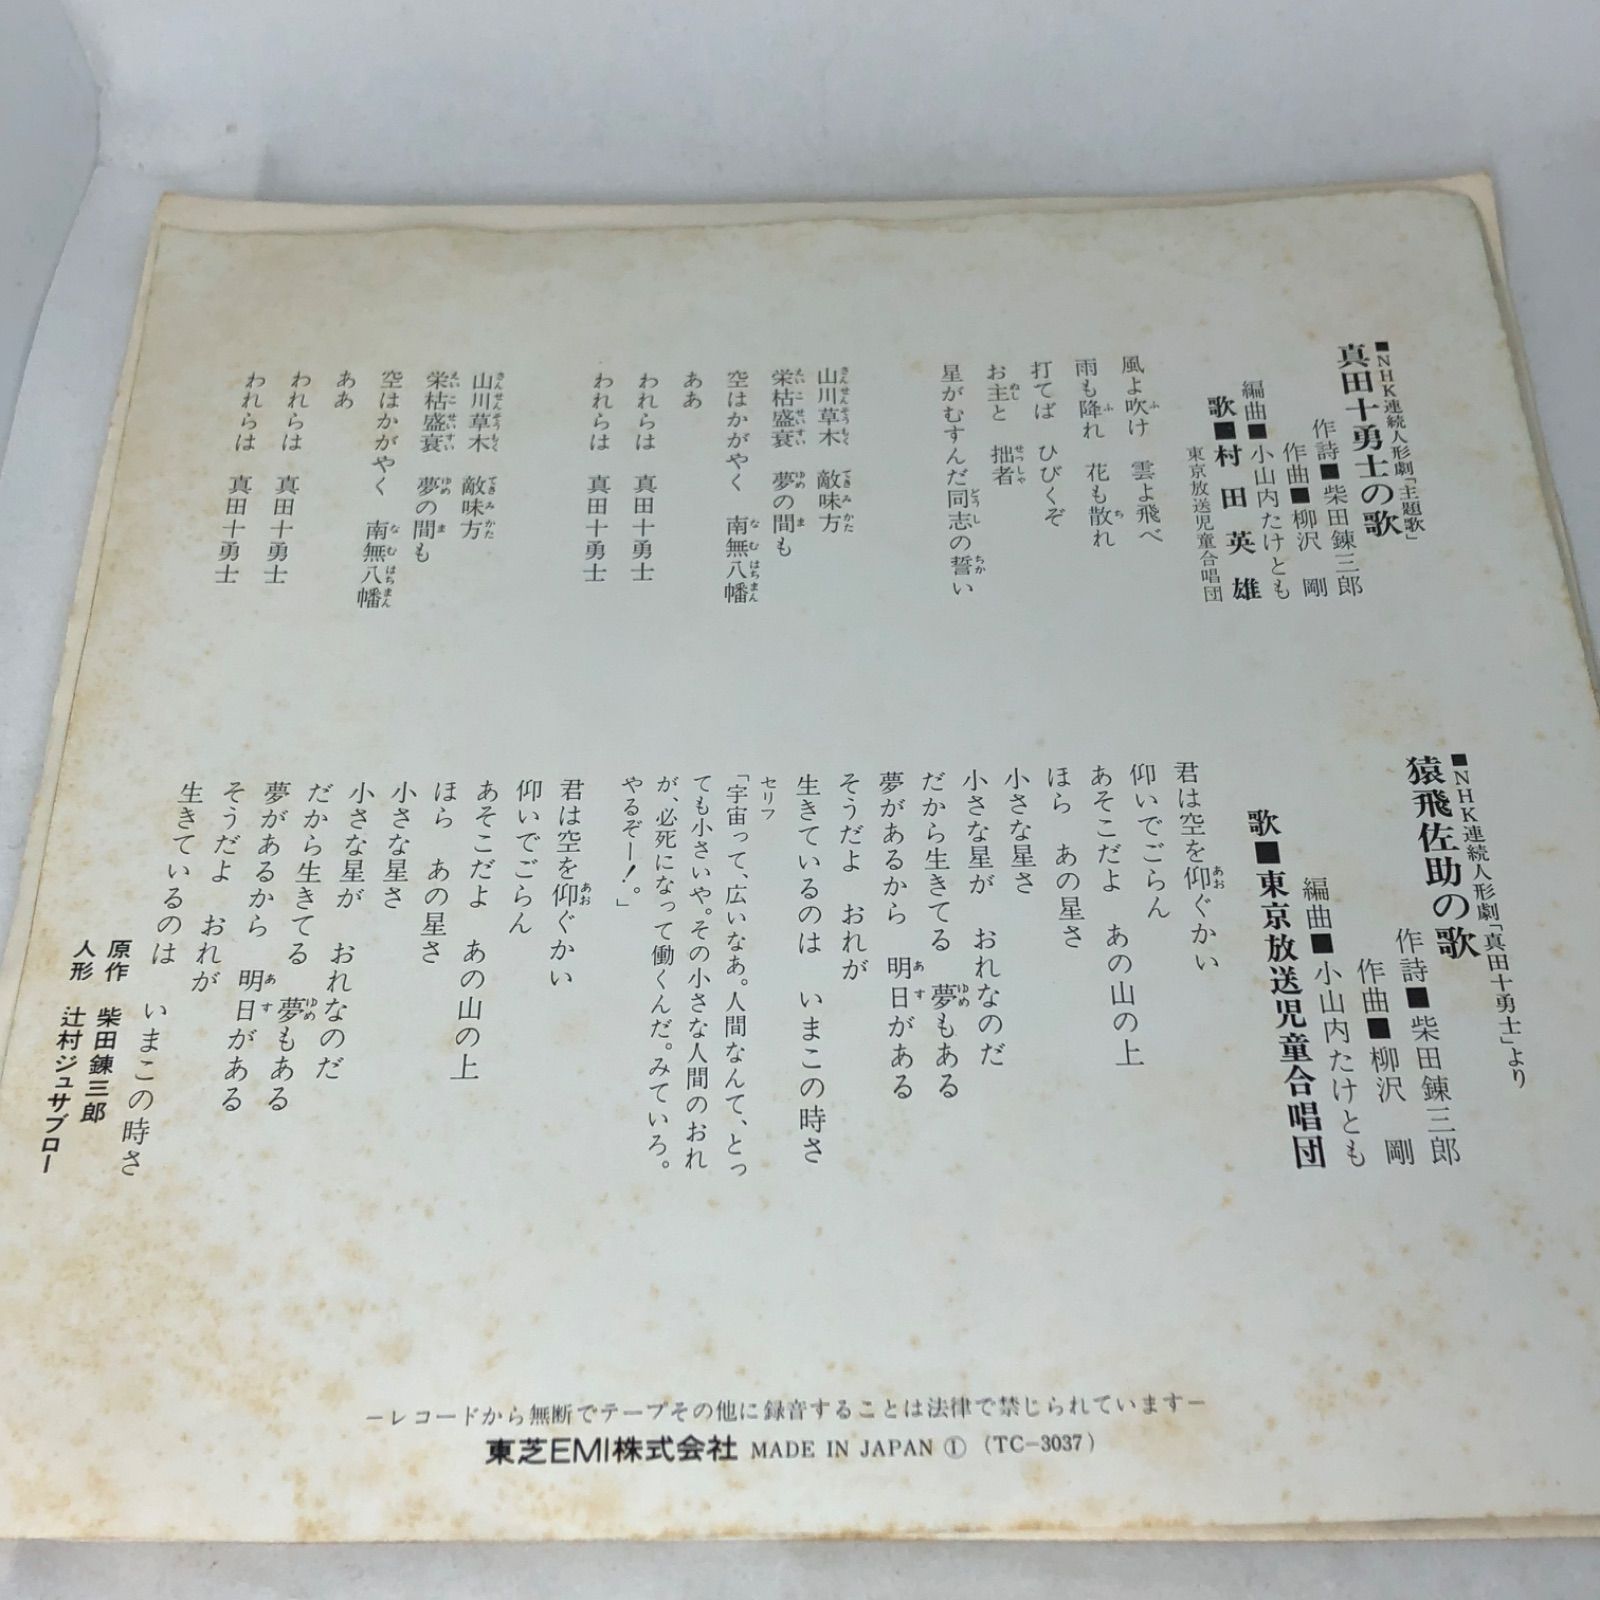 ■NHK連続人形劇「主題歌」
真田十勇士の歌
作詩■柴田錬三郎
作曲■柳沢 剛
編曲■小山内たけとも
歌■村田英雄
東京放送児童合唱団
風よ吹け 雲よ飛べ
雨も降れ 花も散れ
打てば ひびくぞ
お主と 拙者
星がむすんだ同志の誓い
山川草木 敵味方
栄枯盛衰 夢の間も
空はかがやく 南無八幡
ああ
われらは 真田十勇士
われらは 真田十勇士
山川草木 敵味方
栄枯盛衰 夢の間も
空はかがやく 南無八幡
ああ
われらは 真田十勇士
われらは 真田十勇士
■NHK連続人形劇「真田十勇士」より
猿飛佐助の歌
作詩■柴田錬三郎
作曲■柳沢 剛
編曲■小山内たけとも
歌■東京放送児童合唱団
君は空を仰ぐかい
仰いでごらん
あそこだよ あの山の上
ほら あの星さ
小さな星さ
小さな星が おれなのだ
だから生きてる 夢もある
夢があるから 明日がある
そうだよ おれが
生きているのは いまこの時さ
セリフ
「宇宙って、広いなあ。人間なんて、とっ
ても小さいや。その小さな人間のおれ
が、必死になって働くんだ。みていろ。
やるぞー!。」
君は空を仰ぐかい
仰いでごらん
あそこだよ あの山の上
ほら あの星さ
小さな星さ
小さな星が おれなのだ
だから生きてる 夢もある
夢があるから 明日がある
そうだよ おれが
生きているのは いまこの時さ
原作 柴田錬三郎
人形 辻村ジュサブロー
−レコードから無断でテープその他に録音することは法律で禁じられています−
東芝EMI株式会社 MADE IN JAPAN ① (TC-3037)